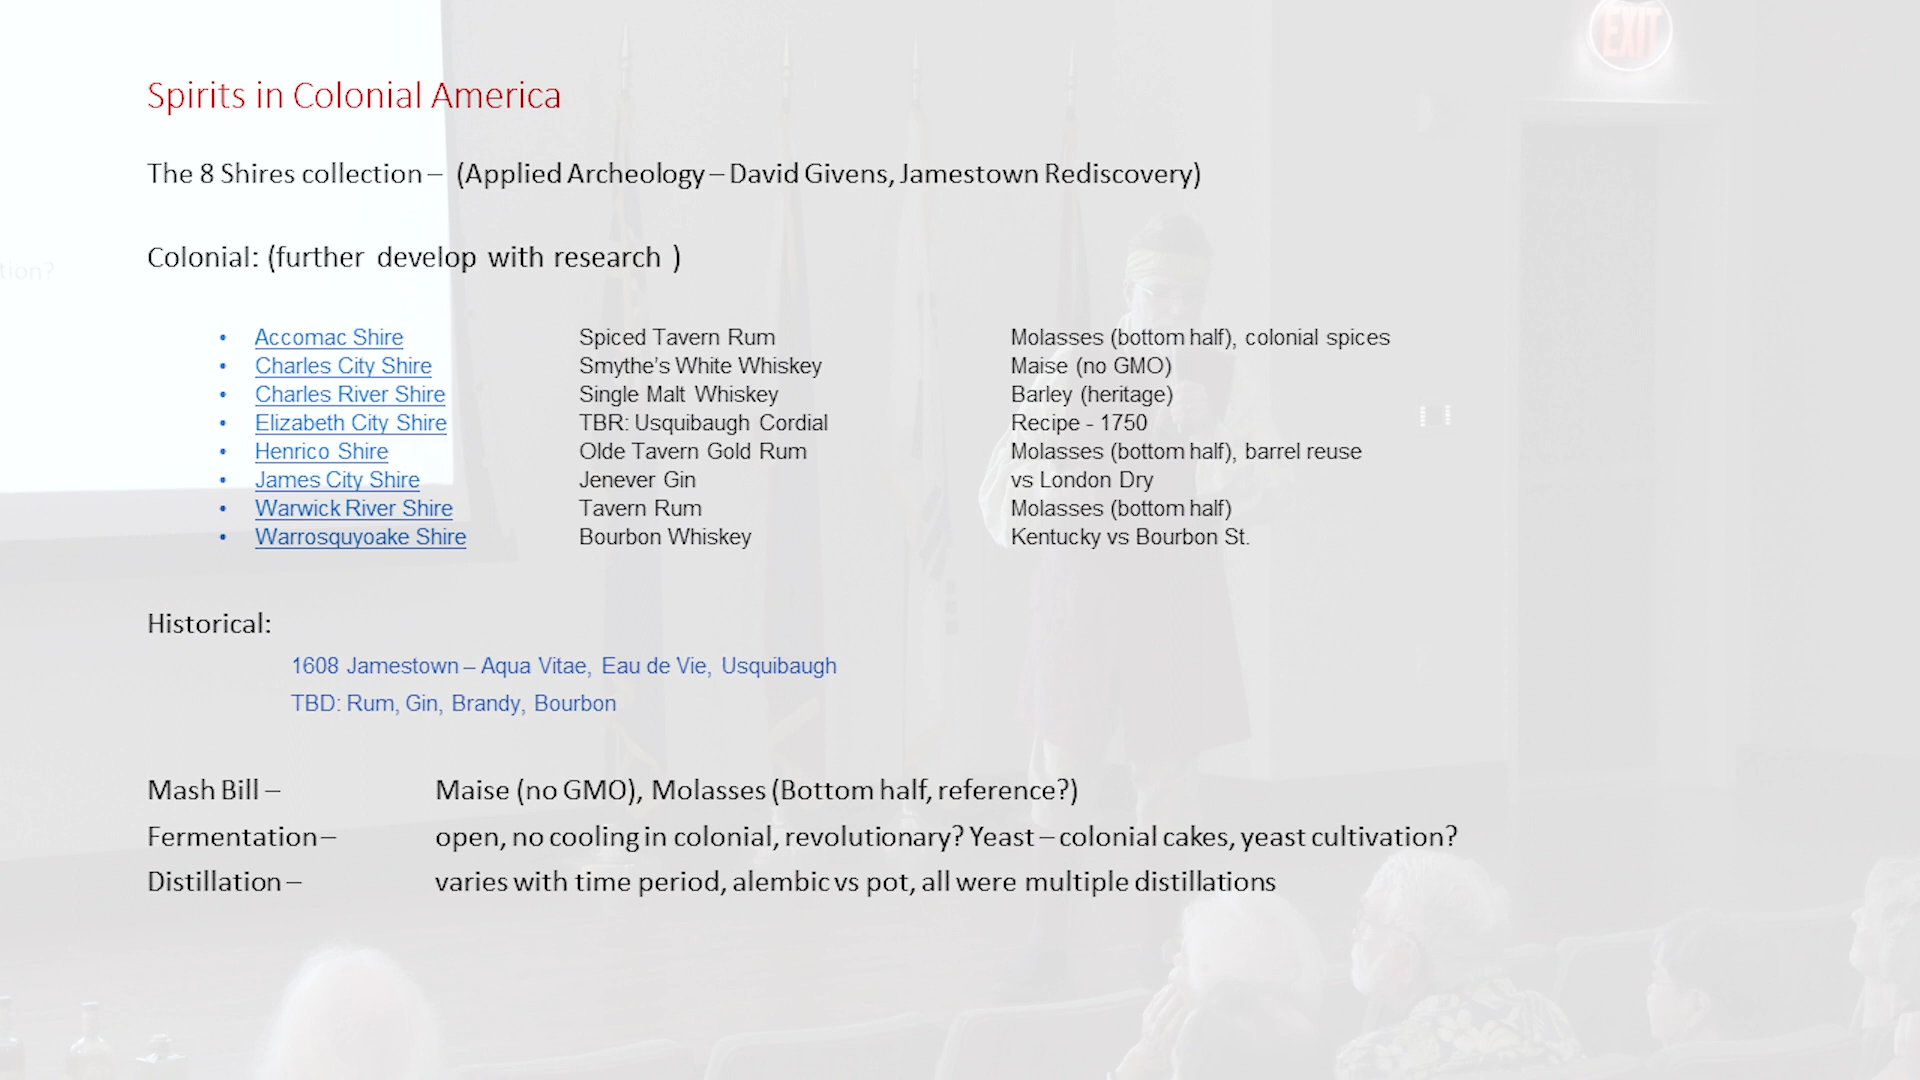 EXIT
Spirits in Colonial America
The 8 Shires collection – (Applied Archeology – David Givens, Jamestown Rediscovery)
Colonial: (further develop with research )
tion?
• Accomac Shire Spiced Tavern Rum Molasses (bottom half), colonial spices
• Charles City Shire Smythe's White Whiskey Maise (no GMO)
• Charles River Shire Single Malt Whiskey Barley (heritage)
• Elizabeth City Shire TBR: Usquibaugh Cordial Recipe - 1750
• Henrico Shire Olde Tavern Gold Rum Molasses (bottom half), barrel reuse
• James City Shire Jenever Gin vs London Dry
• Warwick River Shire Tavern Rum Molasses (bottom half)
• Warrosquyoake Shire Bourbon Whiskey Kentucky vs Bourbon St.
Historical:
1608 Jamestown – Aqua Vitae, Eau de Vie, Usquibaugh
TBD: Rum, Gin, Brandy, Bourbon
Mash Bill – Maise (no GMO), Molasses (Bottom half, reference?)
Fermentation – open, no cooling in colonial, revolutionary? Yeast – colonial cakes, yeast cultivation?
Distillation – varies with time period, alembic vs pot, all were multiple distillations